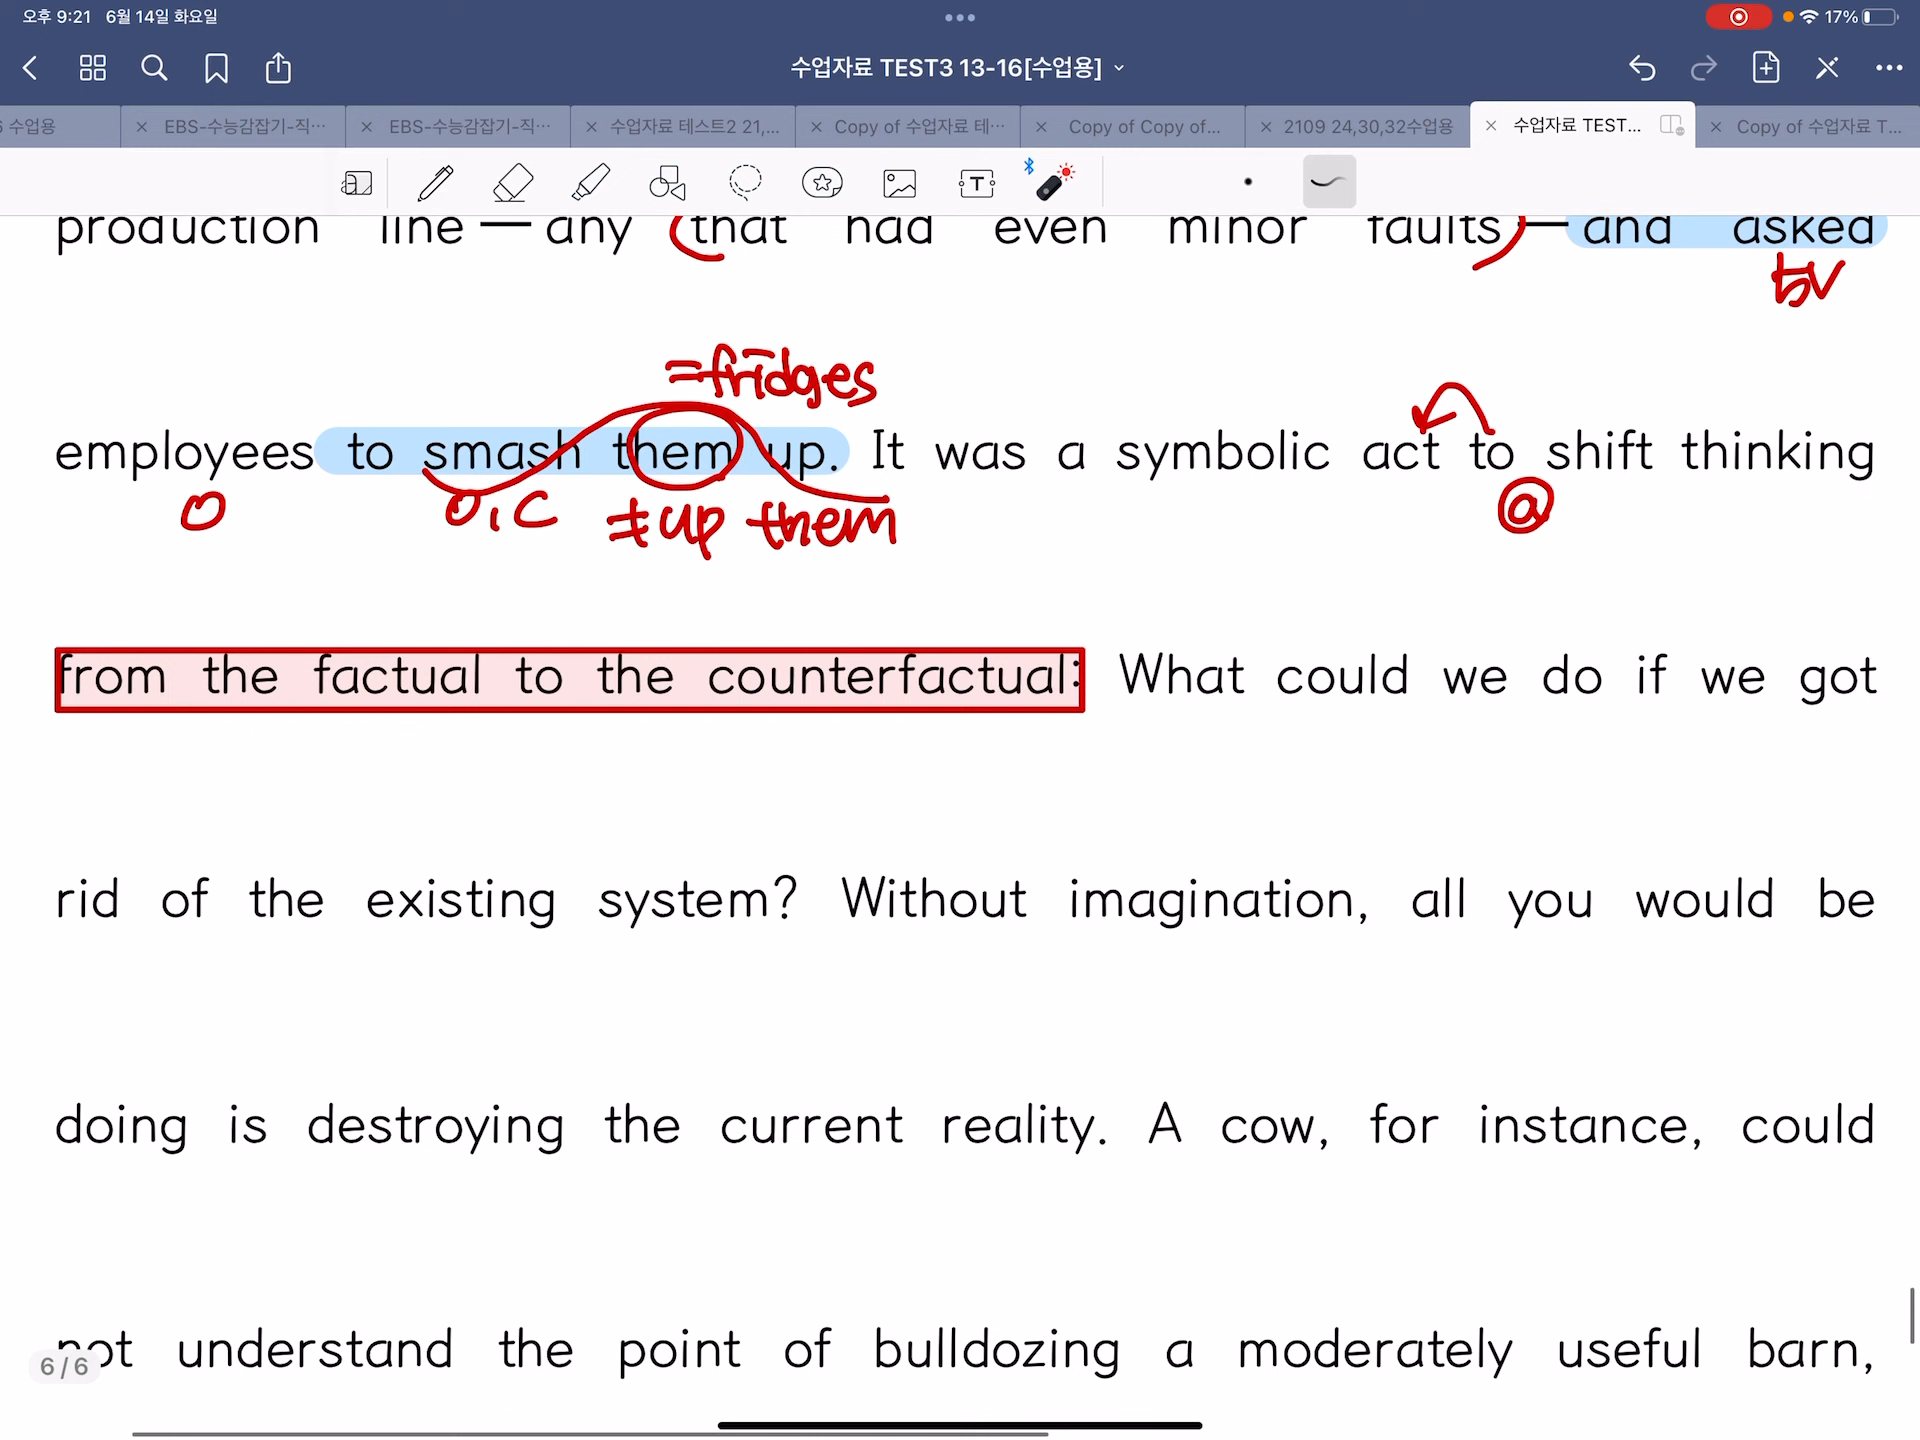 오후 9:21 6월 14일 화요일
17%
수업자료 TEST3 13-16[수업용]
수업용 EBS-수능감잡기-직… EBS-수능감잡기-직… 수업자료 테스트2 21,... Copy of 수업자료 테… Copy of Copy of... 2109 24,30,32수업용 수업자료 TEST... Copy of 수업자료 T...
production line — any (that had even minor faults) — and asked
5V
=fridges
employees to smash them up. It was a symbolic act to shift thinking
O O,C ≠up them ⓐ
from the factual to the counterfactual: What could we do if we got
rid of the existing system? Without imagination, all you would be
doing is destroying the current reality. A cow, for instance, could
not understand the point of bulldozing a moderately useful barn,
6/6